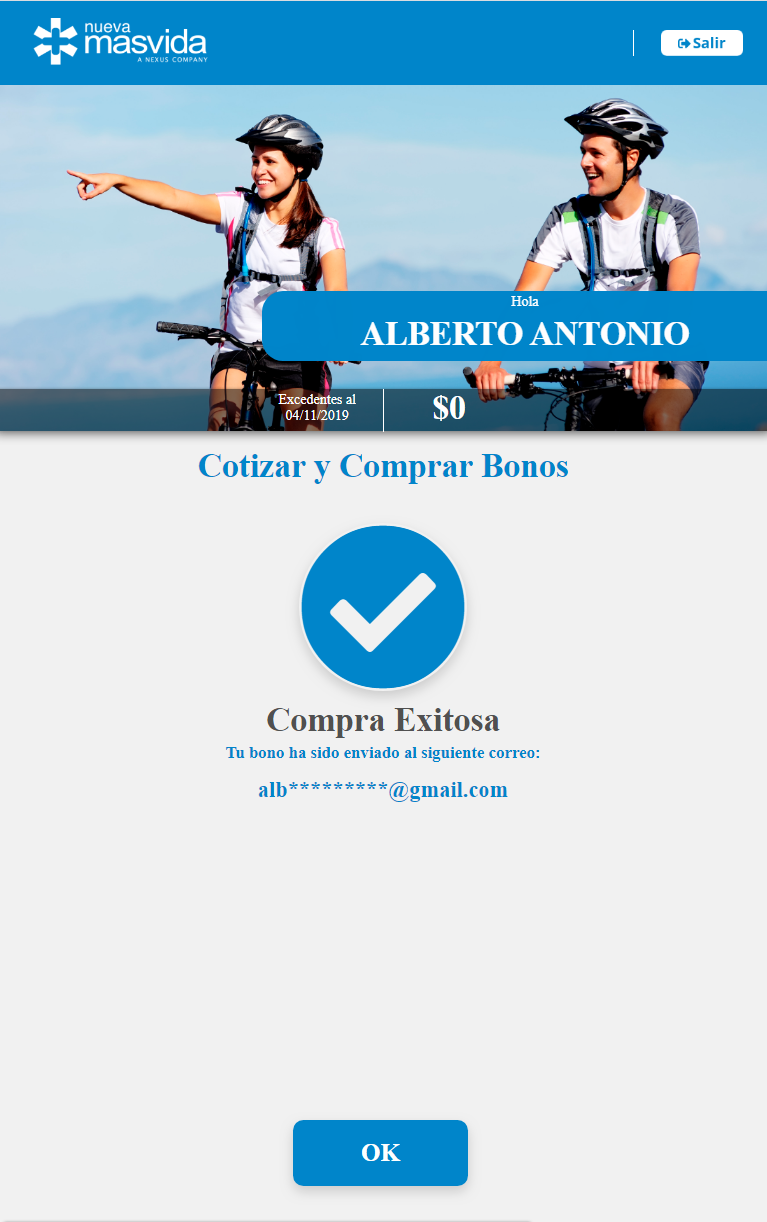 nueva
masvida
A NEXUS COMPANY
Salir
Hola
ALBERTO ANTONIO
Excedentes al
04/11/2019
$0
Cotizar y Comprar Bonos
Compra Exitosa
Tu bono ha sido enviado al siguiente correo:
alb*********@gmail.com
OK